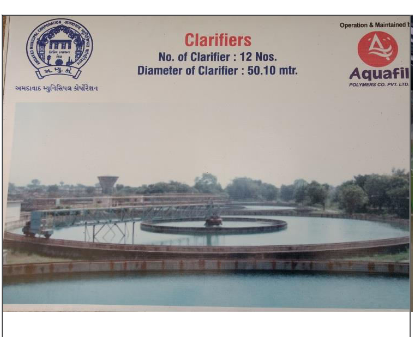 Operation & Maintained
Clarifiers
No. of Clarifier : 12 Nos.
Diameter of Clarifier : 50.10 mtr.
Aquafil
POLYMERS CO. PVT. LTD.
અમદાવાદ મ્યુનિસિપલ કોર્પોરેશન